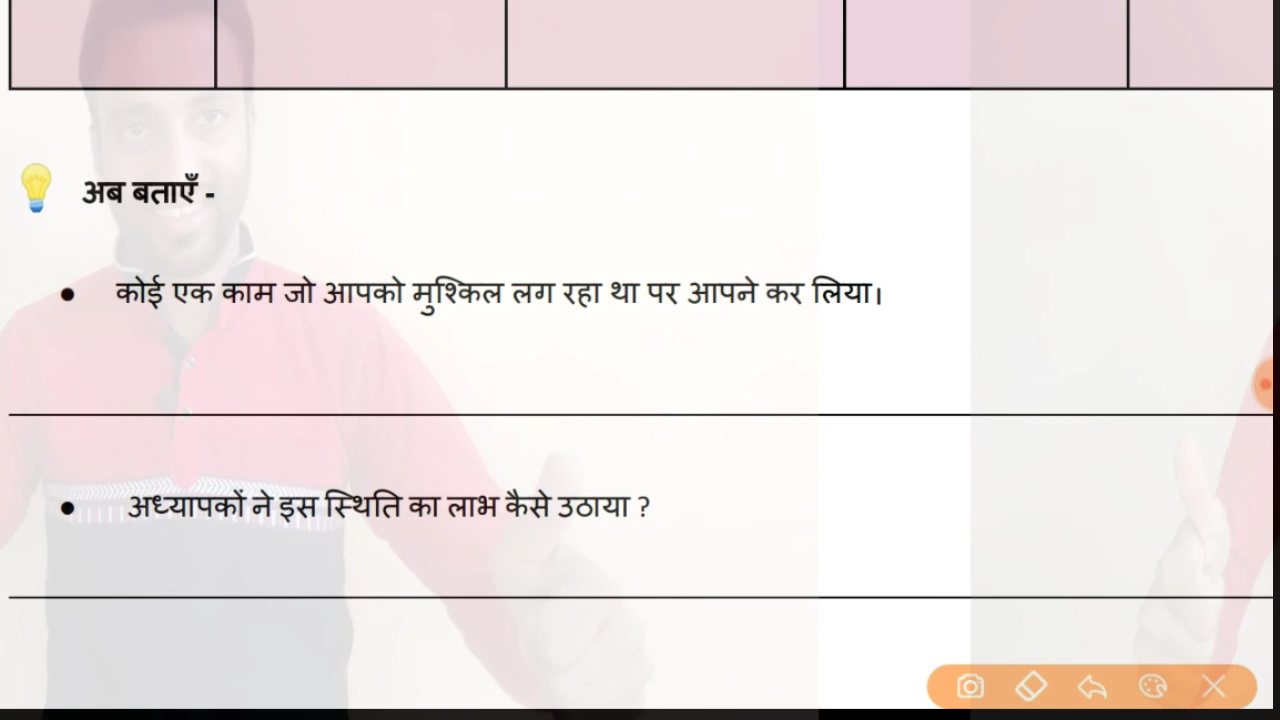 अब बताएँ -
● कोई एक काम जो आपको मुश्किल लग रहा था पर आपने कर लिया।
● अध्यापकों ने इस स्थिति का लाभ कैसे उठाया ?